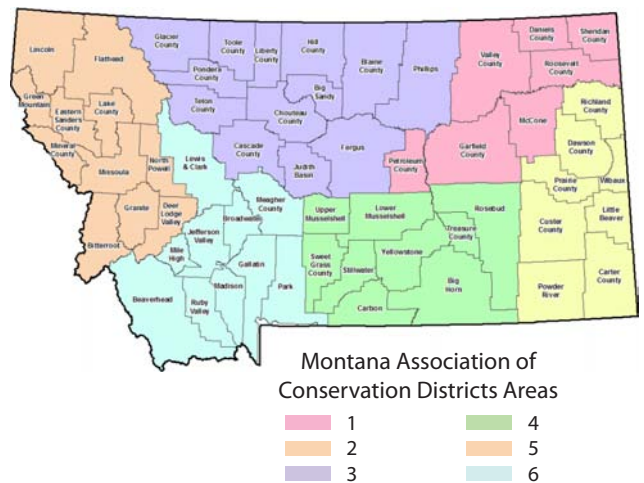 Lincoln
Flathead
Glacier
County
Toole
County
Liberty
County
Hill
County
Blaine
County
Phillips
Valley
County
Daniels
County
Sheridan
County
Roosevelt
County
Pondera
County
Big
Sandy
Teton
County
Chouteau
County
Green
Mountain
Eastern
Sanders
County
Lake
County
Mineral
County
Missoula
North
Powell
Lewis
& Clark
Cascade
County
Judith
Basin
Fergus
Petroleum
County
Garfield
County
McCone
Richland
County
Dawson
County
Prairie
County
Wibaux
Granite
Deer
Lodge
Valley
Bitterroot
Meagher
County
Broadwater
Jefferson
Valley
Mile
High
Gallatin
Park
Beaverhead
Ruby
Valley
Madison
Upper
Musselshell
Lower
Musselshell
Rosebud
Treasure
County
Sweet
Grass
County
Stillwater
Yellowstone
Carbon
Big
Horn
Custer
County
Little
Beaver
Powder
River
Carter
County
Montana Association of
Conservation Districts Areas
1
2
3
4
5
6